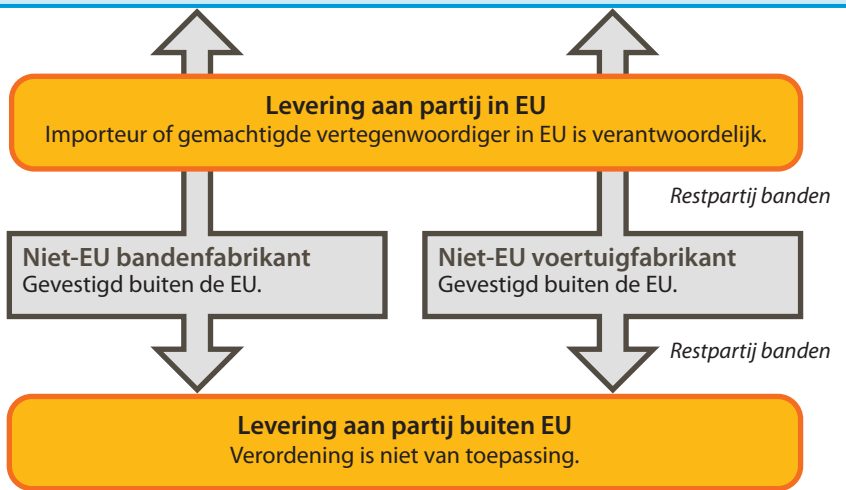 Levering aan partij in EU
Importeur of gemachtigde vertegenwoordiger in EU is verantwoordelijk.
Restpartij banden
Niet-EU bandenfabrikant
Gevestigd buiten de EU.
Niet-EU voertuigfabrikant
Gevestigd buiten de EU.
Restpartij banden
Levering aan partij buiten EU
Verordening is niet van toepassing.